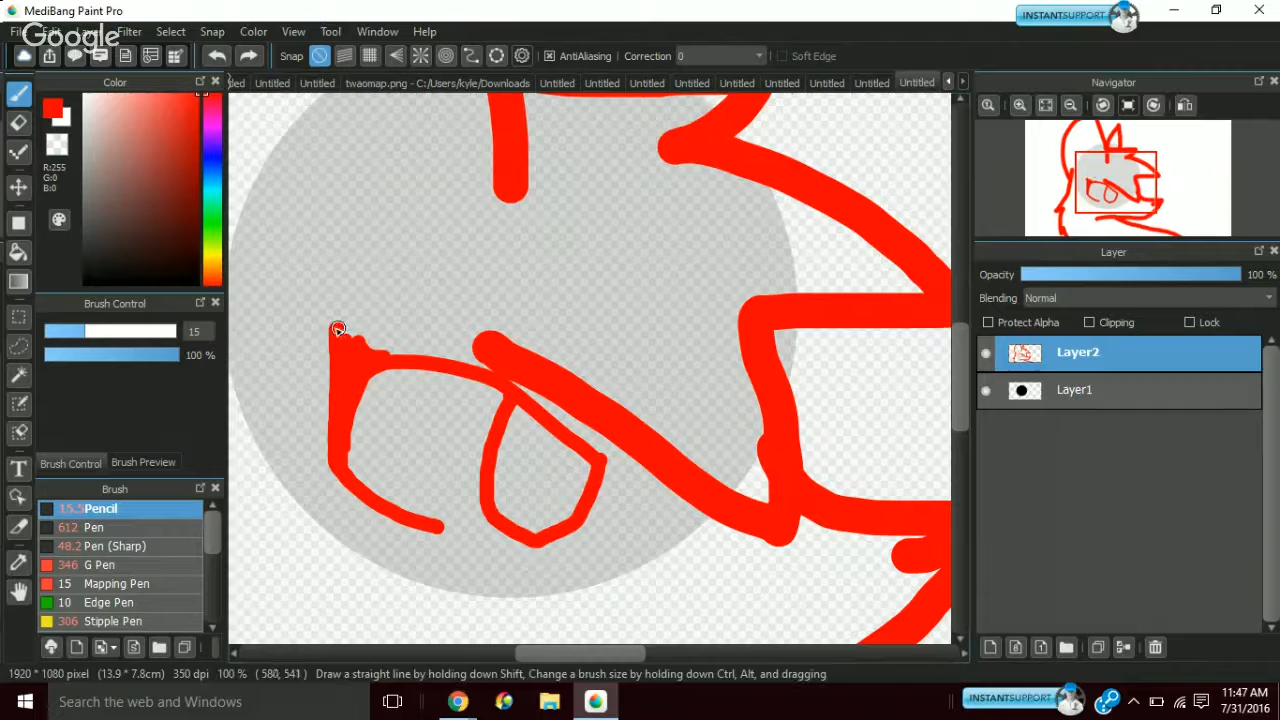 MediBang Paint Pro
INSTANTSUPPORT
File Edit Layer Filter Select Snap Color View Tool Window Help
Google
Snap AntiAliasing Correction 0 Soft Edge
Color
Untitled Untitled twaomap.png - C:/Users/kyle/Downloads Untitled Untitled Untitled Untitled Untitled Untitled Untitled Untitled Untitled
Navigator
R:255
G:0
B:0
Layer
Opacity 100 %
Blending Normal
Brush Control
Protect Alpha Clipping Lock
15
100 %
Layer2
Layer1
Brush Control Brush Preview
Brush
15.5 Pencil
612 Pen
48.2 Pen (Sharp)
346 G Pen
15 Mapping Pen
10 Edge Pen
306 Stipple Pen
1920 * 1080 pixel (13.9 * 7.8cm) 350 dpi 100 % ( 580, 541 ) Draw a straight line by holding down Shift, Change a brush size by holding down Ctrl, Alt, and dragging
Search the web and Windows
INSTANTSUPPORT
11:47 AM
7/31/2016